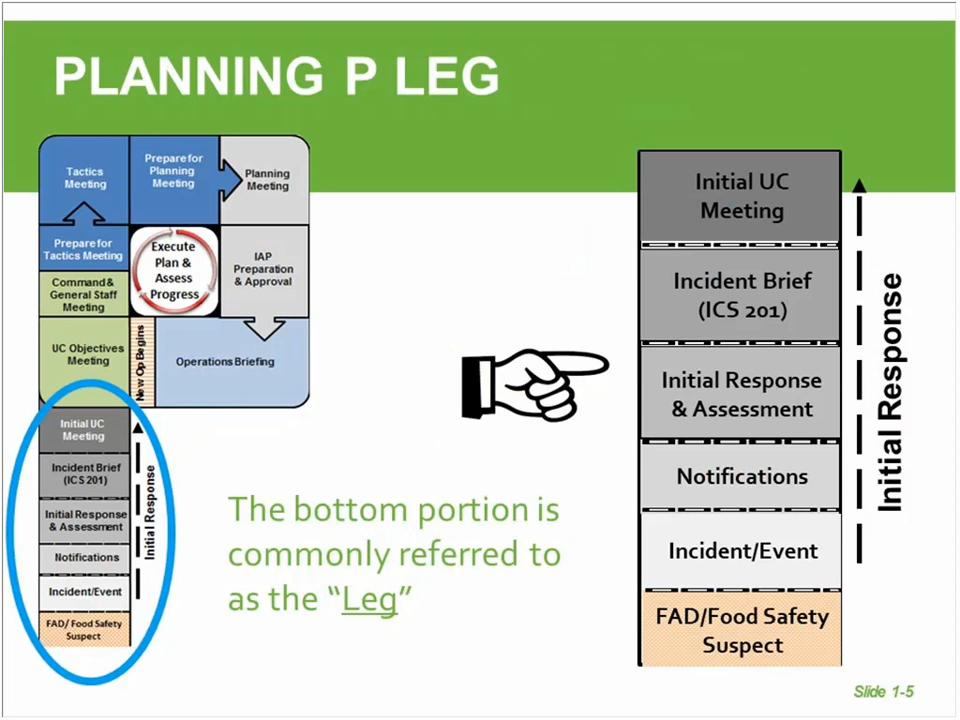 PLANNING P LEG
Tactics
Meeting
Prepare for
Planning
Meeting
Planning
Meeting
Prepare for
Tactics Meeting
Execute
Plan &
Assess
Progress
IAP
Preparation
& Approval
Command &
General Staff
Meeting
UC Objectives
Meeting
New Op Begins
Operations Briefing
Initial UC
Meeting
Incident Brief
(ICS 201)
Initial Response
& Assessment
Notifications
Incident/Event
FAD/ Food Safety
Suspect
Initial Response
The bottom portion is
commonly referred to
as the “Leg”
Initial UC
Meeting
Incident Brief
(ICS 201)
Initial Response
& Assessment
Notifications
Incident/Event
FAD/Food Safety
Suspect
Initial Response
Slide 1-5